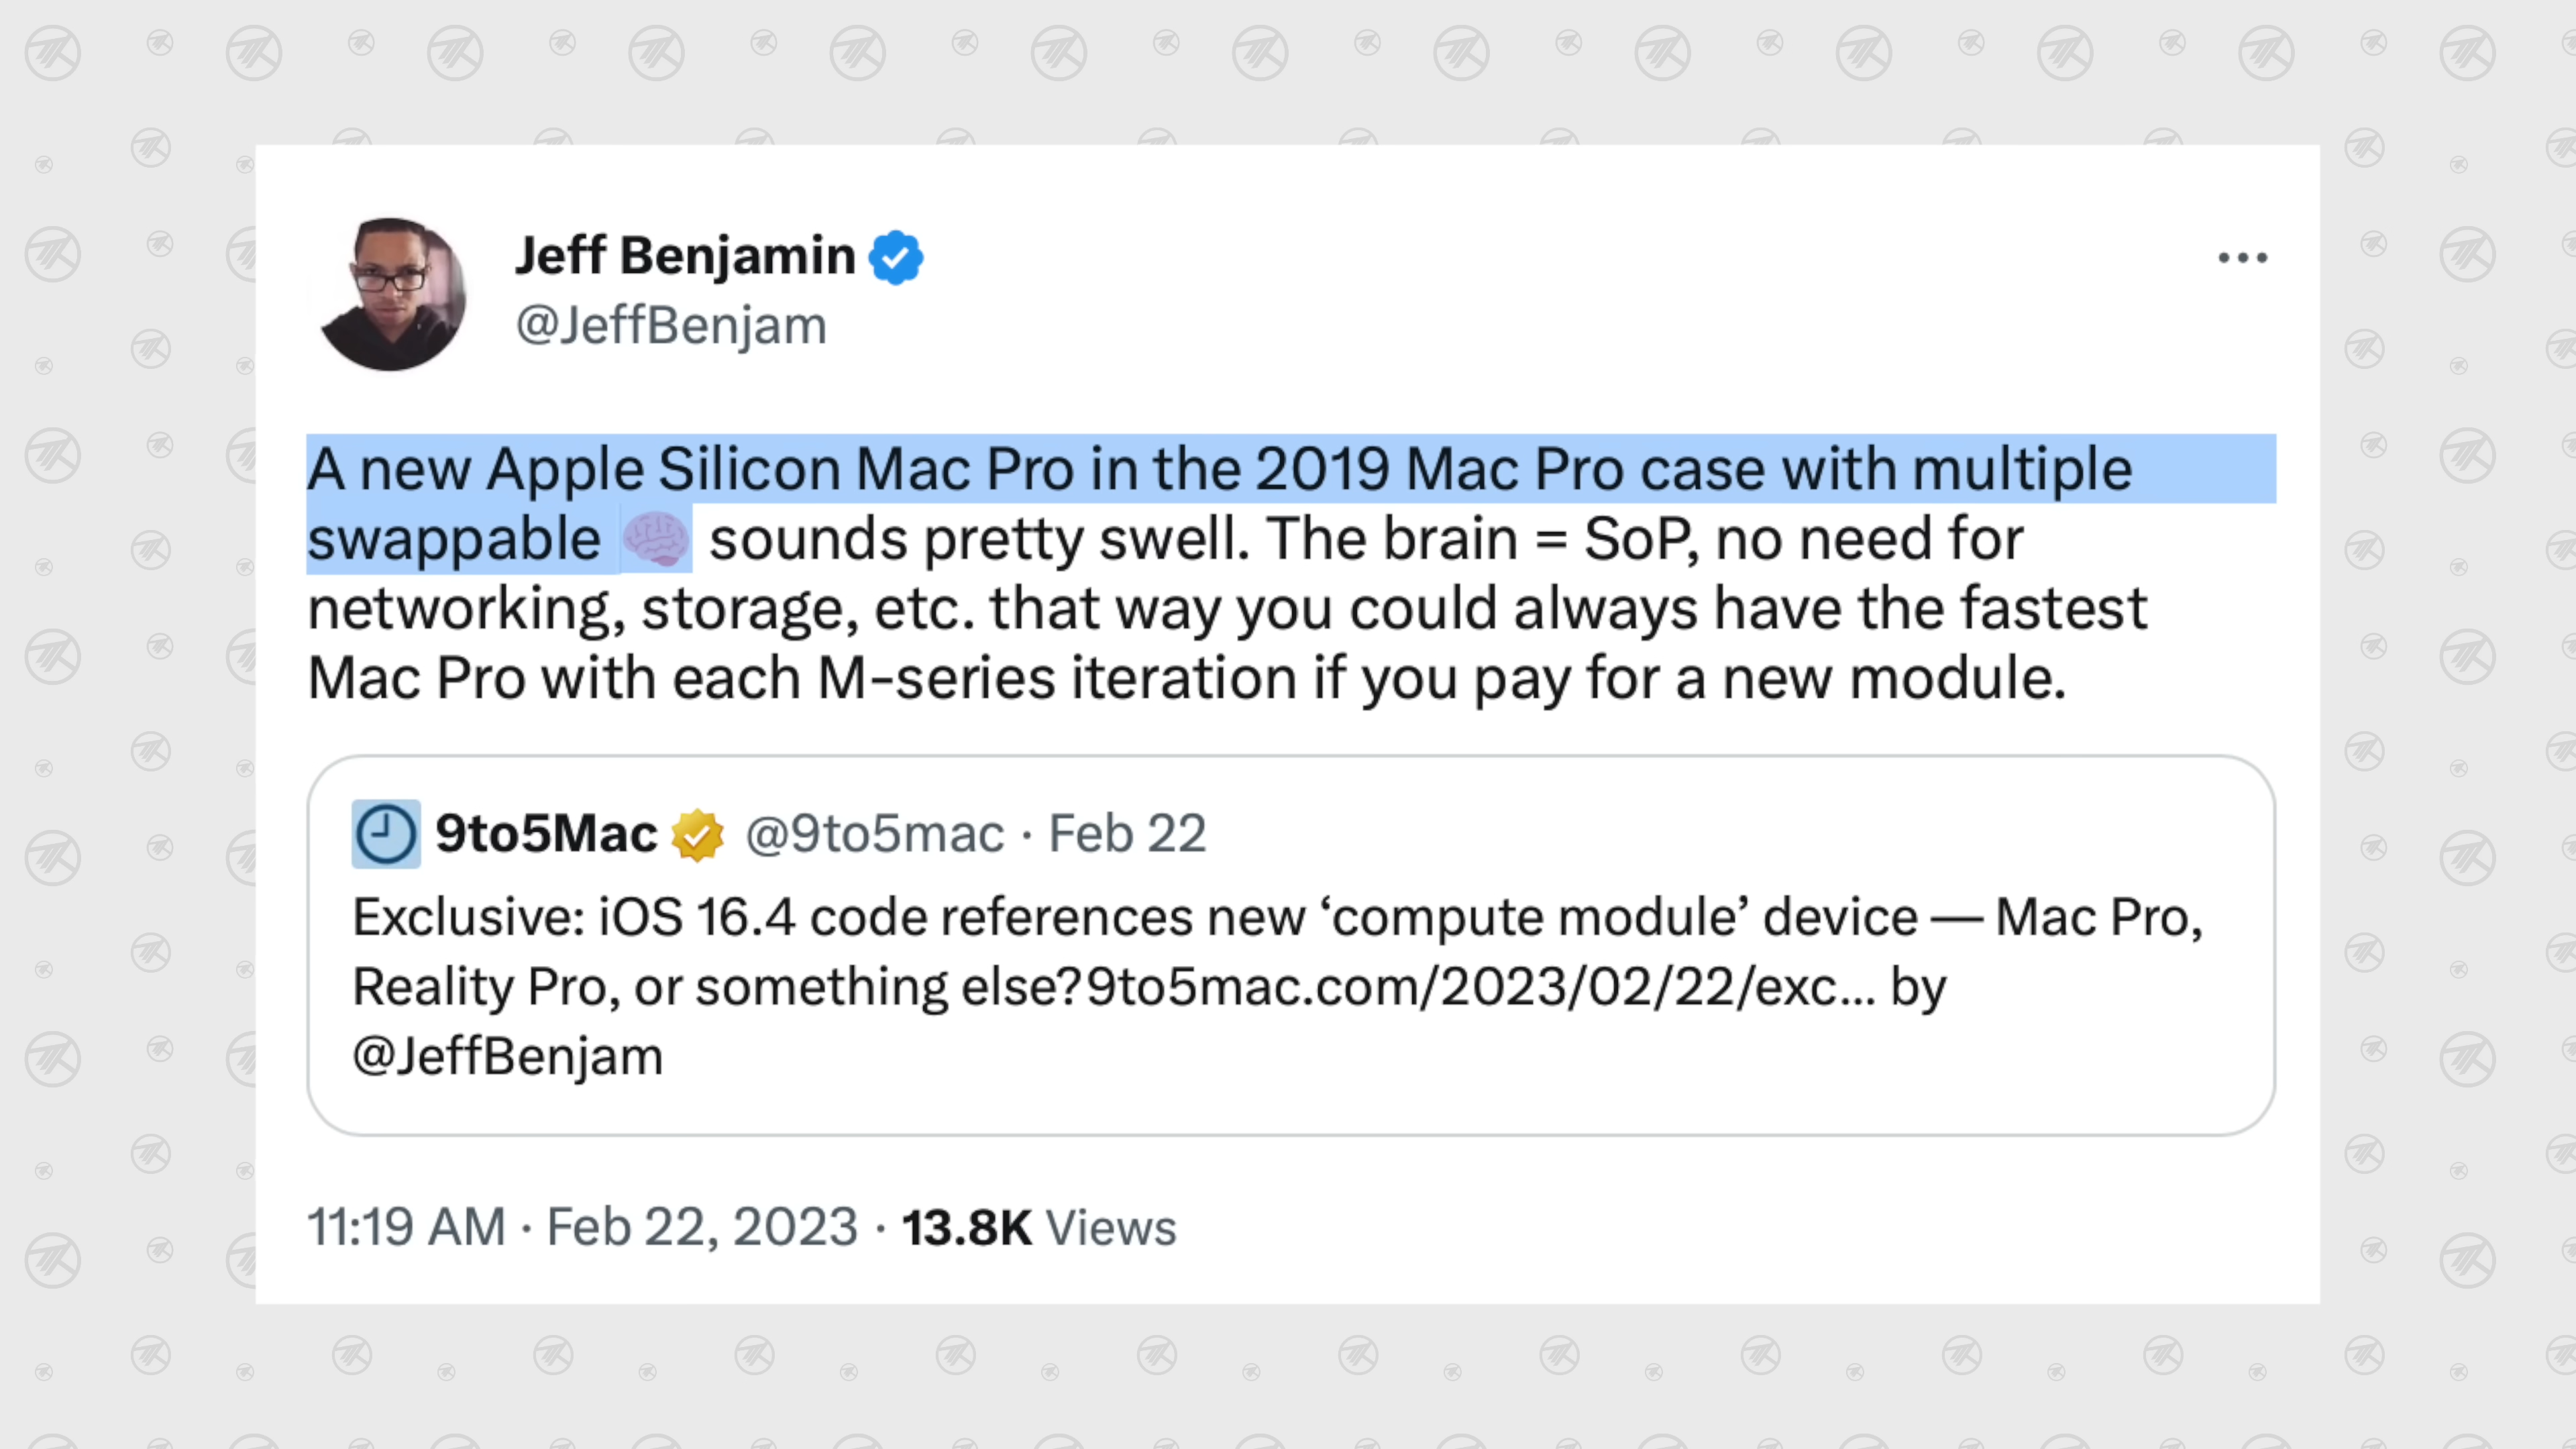 Jeff Benjamin
@JeffBenjam
A new Apple Silicon Mac Pro in the 2019 Mac Pro case with multiple
swappable 🧠 sounds pretty swell. The brain = SoP, no need for
networking, storage, etc. that way you could always have the fastest
Mac Pro with each M-series iteration if you pay for a new module.
9to5Mac @9to5mac · Feb 22
Exclusive: iOS 16.4 code references new ‘compute module’ device — Mac Pro,
Reality Pro, or something else?9to5mac.com/2023/02/22/exc... by
@JeffBenjam
11:19 AM · Feb 22, 2023 · 13.8K Views